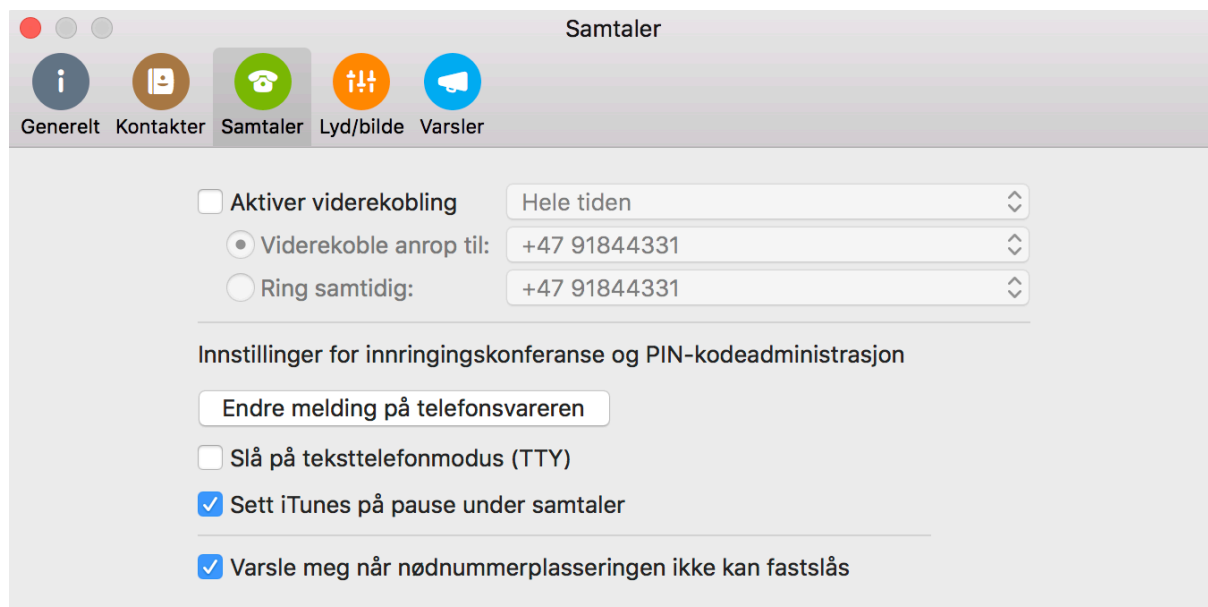 Samtaler
Generelt Kontakter Samtaler Lyd/bilde Varsler
Aktiver viderekobling Hele tiden
Viderekoble anrop til: +47 91844331
Ring samtidig: +47 91844331
Innstillinger for innringingskonferanse og PIN-kodeadministrasjon
Endre melding på telefonsvareren
Slå på teksttelefonmodus (TTY)
Sett iTunes på pause under samtaler
Varsle meg når nødnummerplasseringen ikke kan fastslås